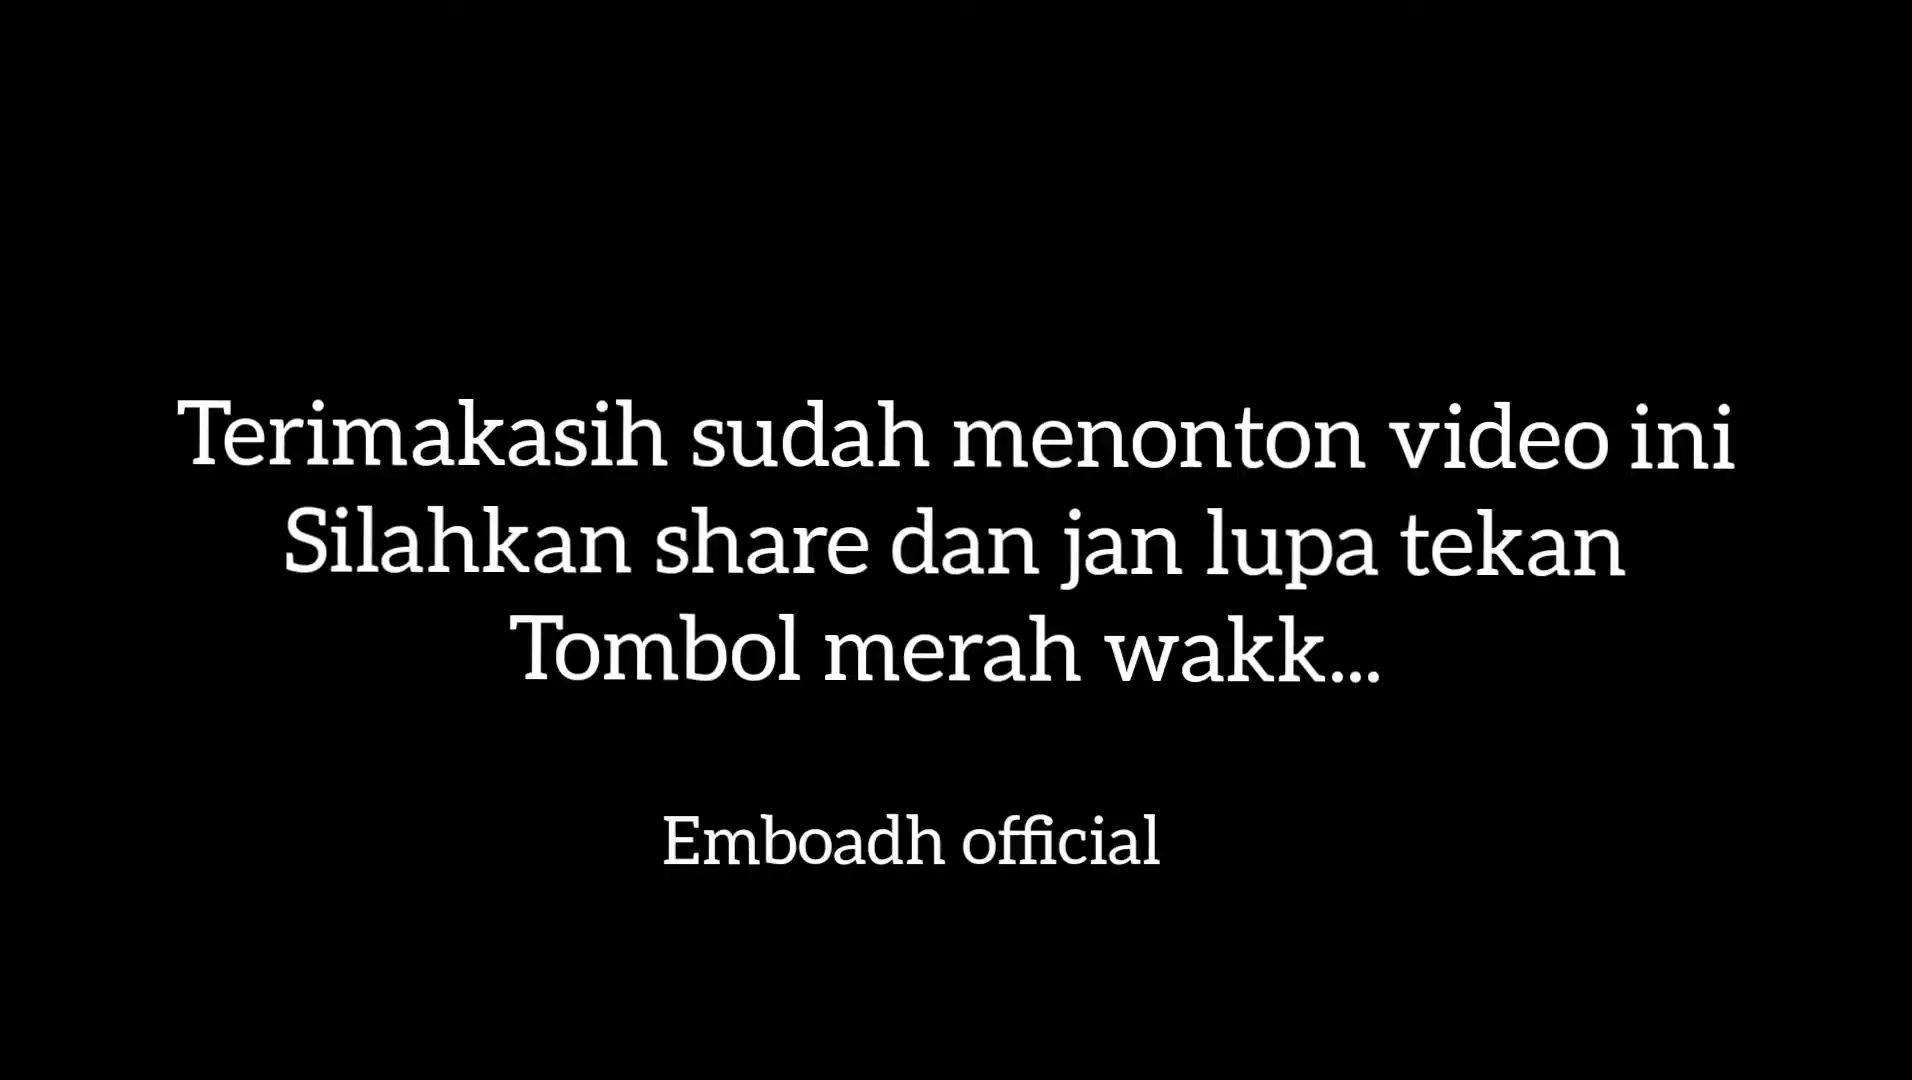 Terimakasih sudah menonton video ini
Silahkan share dan jan lupa tekan
Tombol merah wakk...
Emboadh official